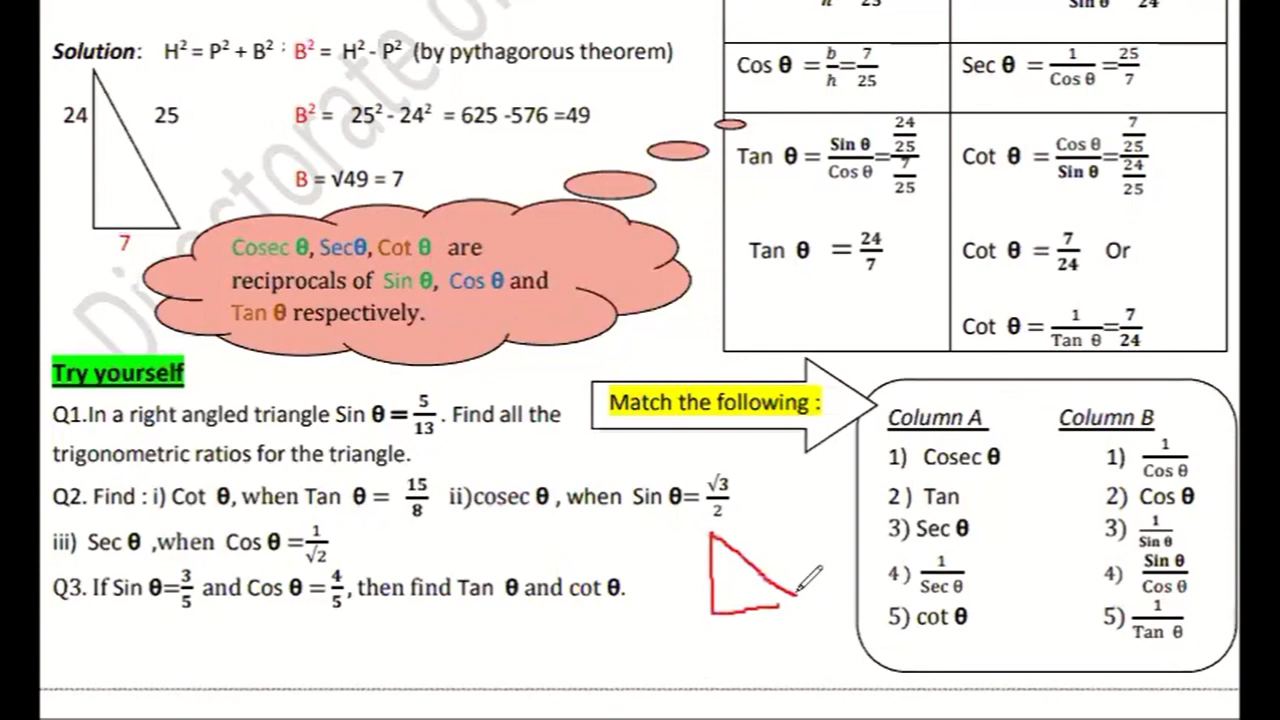 h 25
Sin θ 24
Solution: H² = P² + B² ; B² = H² - P² (by pythagorous theorem)
24 25
B² = 25² - 24² = 625 -576 =49
B = √49 = 7
7
Cosec θ, Secθ, Cot θ are
reciprocals of Sin θ, Cos θ and
Tan θ respectively.
Cos θ = b/h = 7/25
Sec θ = 1/Cos θ = 25/7
Tan θ = Sin θ/Cos θ = 24/25 / 7/25
Cot θ = Cos θ/Sin θ = 7/25 / 24/25
Tan θ = 24/7
Cot θ = 7/24 Or
Cot θ = 1/Tan θ = 7/24
Try yourself
Q1.In a right angled triangle Sin θ = 5/13 . Find all the
trigonometric ratios for the triangle.
Q2. Find : i) Cot θ, when Tan θ = 15/8 ii)cosec θ , when Sin θ= √3/2
iii) Sec θ ,when Cos θ = 1/√2
Q3. If Sin θ=3/5 and Cos θ = 4/5, then find Tan θ and cot θ.
Match the following :
Column A Column B
1) Cosec θ 1) 1/Cos θ
2 ) Tan 2) Cos θ
3) Sec θ 3) 1/Sin θ
4 ) 1/Sec θ 4) Sin θ/Cos θ
5) cot θ 5) 1/Tan θ